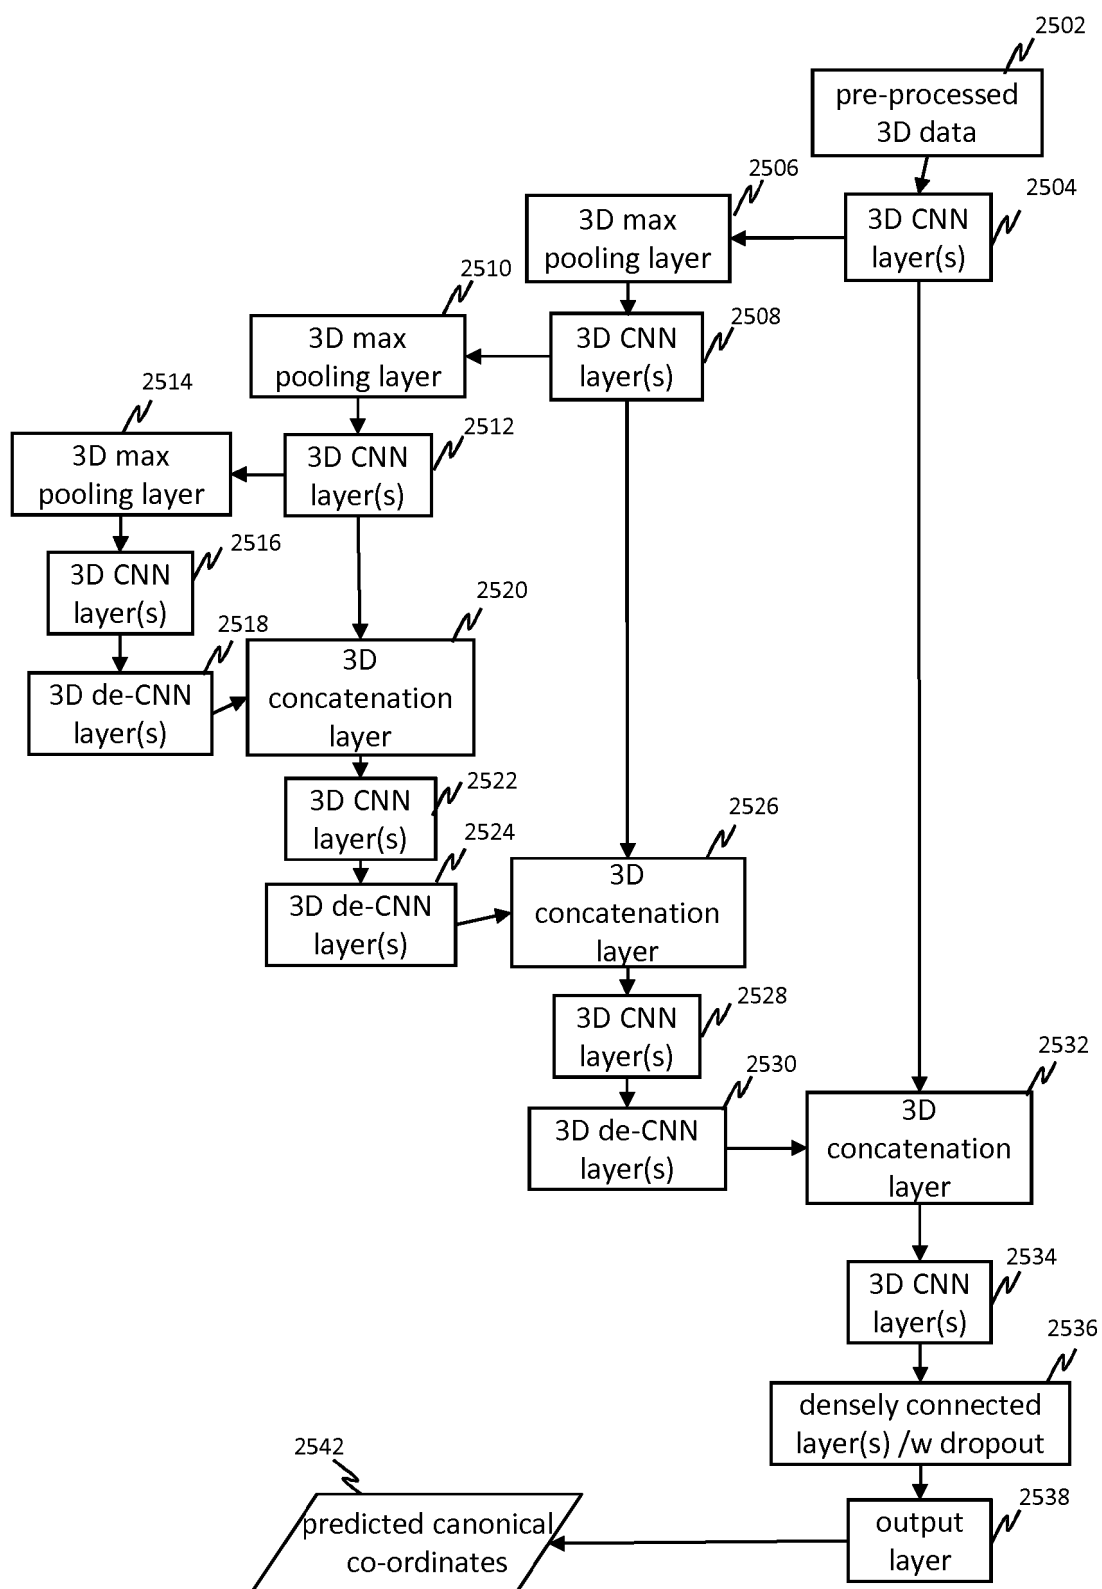 2502
pre-processed
3D data
2504
3D CNN
layer(s)
2506
3D max
pooling layer
2508
3D CNN
layer(s)
2510
3D max
pooling layer
2512
3D CNN
layer(s)
2514
3D max
pooling layer
2516
3D CNN
layer(s)
2518
3D de-CNN
layer(s)
2520
3D
concatenation
layer
2522
3D CNN
layer(s)
2524
3D de-CNN
layer(s)
2526
3D
concatenation
layer
2528
3D CNN
layer(s)
2530
3D de-CNN
layer(s)
2532
3D
concatenation
layer
2534
3D CNN
layer(s)
2536
densely connected
layer(s) /w dropout
2538
output
layer
2542
predicted canonical
co-ordinates